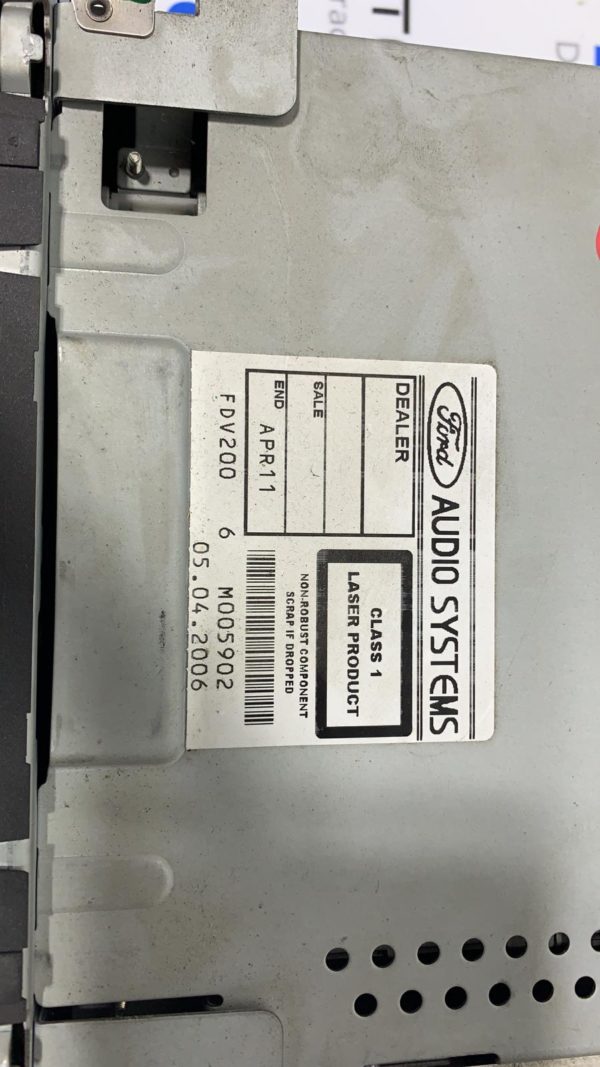 Ford AUDIO SYSTEMS
DEALER
SALE
END APR11
CLASS 1
LASER PRODUCT
NON-ROBUST COMPONENT
SCRAP IF DROPPED
FDV200 6 M005902
05.04.2006